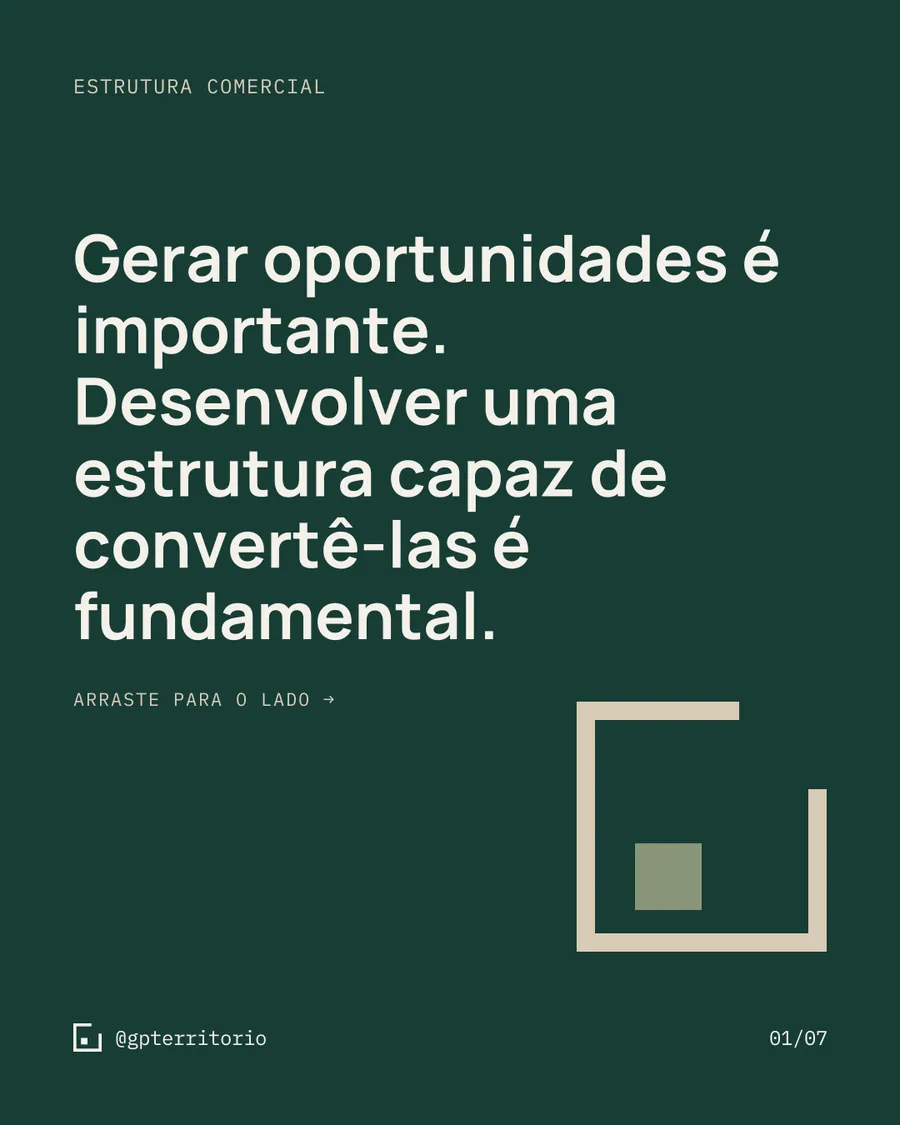 ESTRUTURA COMERCIAL
Gerar oportunidades é
importante.
Desenvolver uma
estrutura capaz de
convertê-las é
fundamental.
ARRASTE PARA O LADO →
@gpterritorio
01/07